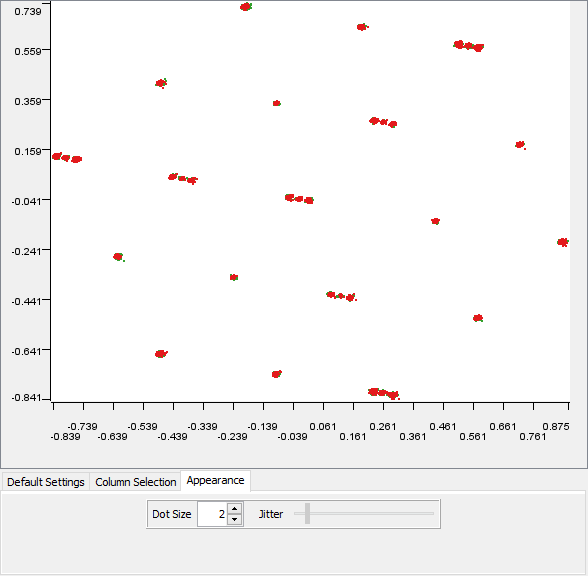 0.739
0.559
0.359
0.159
-0.041
-0.241
-0.441
-0.641
-0.841
-0.739 -0.539 -0.339 -0.139 0.061 0.261 0.461 0.661 0.875
-0.839 -0.639 -0.439 -0.239 -0.039 0.161 0.361 0.561 0.761
Default Settings Column Selection Appearance
Dot Size 2 Jitter